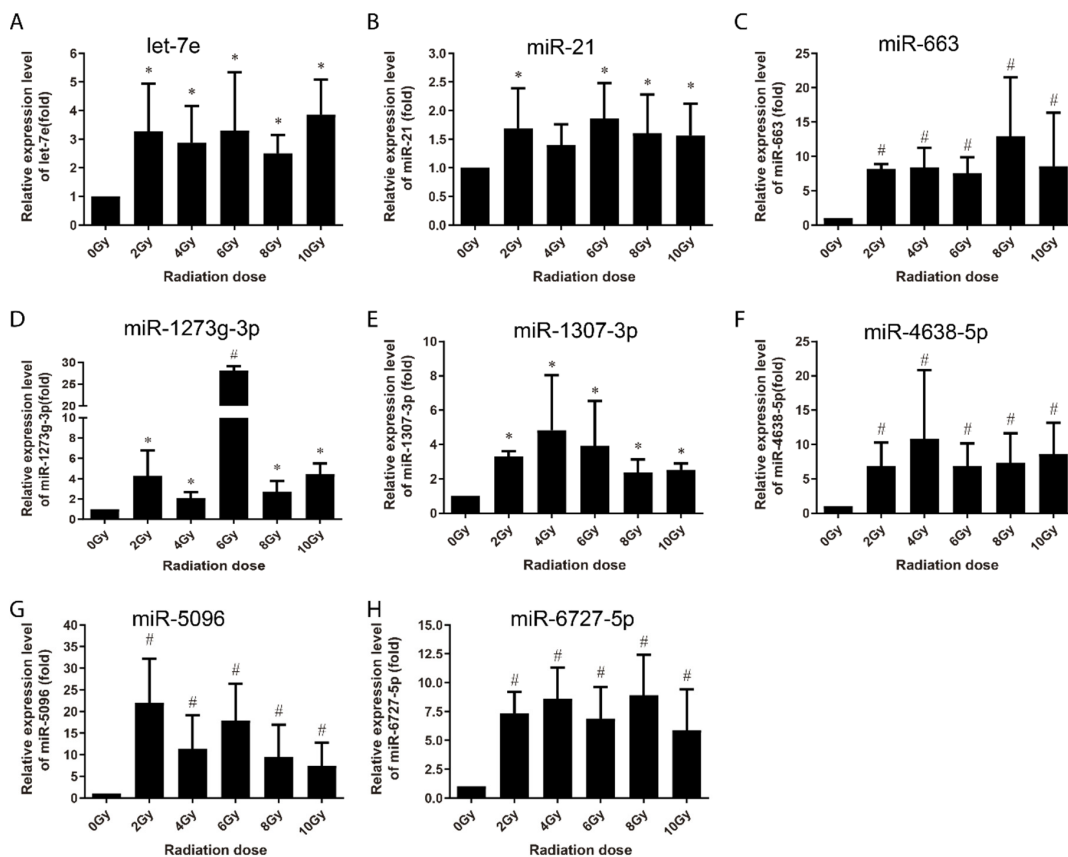 A
let-7e
Relative expression level
of let-7e(fold)
6
5
4
3
2
1
0
* * * * *
0Gy 2Gy 4Gy 6Gy 8Gy 10Gy
Radiation dose
B
miR-21
Relatvie expression level
of miR-21 (fold)
3.0
2.5
2.0
1.5
1.0
0.5
0.0
* * * *
0Gy 2Gy 4Gy 6Gy 8Gy 10Gy
Radiation dose
C
miR-663
Relative expression level
of miR-663 (fold)
25
20
15
10
5
0
# # # # #
0Gy 2Gy 4Gy 6Gy 8Gy 10Gy
Radiation dose
D
miR-1273g-3p
Relative expression level
of miR-1273g-3p(fold)
30
26
20
10
8
6
4
2
0
* * # * *
0Gy 2Gy 4Gy 6Gy 8Gy 10Gy
Radiation dose
E
miR-1307-3p
Relative expression level
of miR-1307-3p (fold)
10
8
6
4
2
0
* * * * *
0Gy 2Gy 4Gy 6Gy 8Gy 10Gy
Radiation dose
F
miR-4638-5p
Relative expression level
of miR-4638-5p(fold)
25
20
15
10
5
0
# # # # #
0Gy 2Gy 4Gy 6Gy 8Gy 10Gy
Radiation dose
G
miR-5096
Relative expression level
of miR-5096 (fold)
40
35
30
25
20
15
10
5
0
# # # # #
0Gy 2Gy 4Gy 6Gy 8Gy 10Gy
Radiation dose
H
miR-6727-5p
Relative expression level
of miR-6727-5p (fold)
15.0
12.5
10.0
7.5
5.0
2.5
0.0
# # # # #
0Gy 2Gy 4Gy 6Gy 8Gy 10Gy
Radiation dose